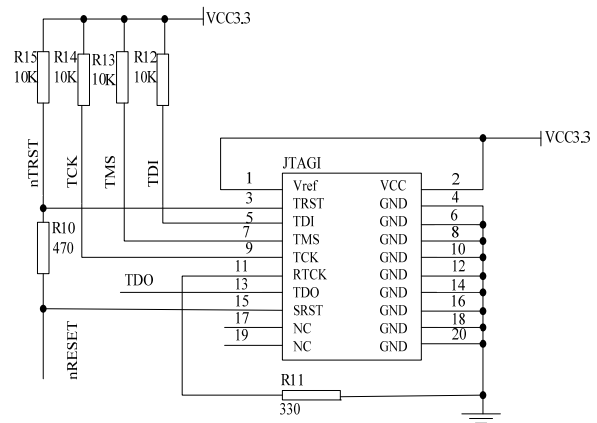 VCC3.3
R15 R14 R13 R12
10K 10K 10K 10K
nTRST TCK TMS TDI
VCC3.3
JTAGI
1 Vref VCC 2
3 TRST GND 4
5 TDI GND 6
7 TMS GND 8
9 TCK GND 10
11 RTCK GND 12
13 TDO GND 14
15 SRST GND 16
17 NC GND 18
19 NC GND 20
R10
470
TDO
nRESET
R11
330